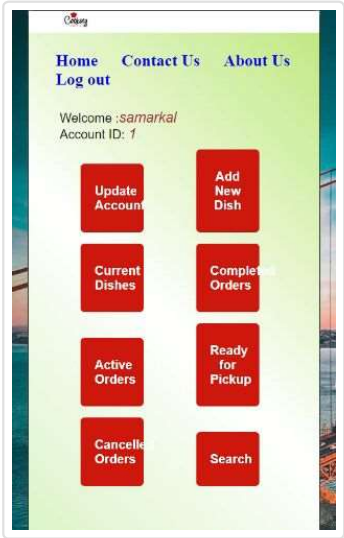 Home Contact Us About Us
Log out
Welcome :samarkal
Account ID: 1
Update
Account
Add
New
Dish
Current
Dishes
Completed
Orders
Active
Orders
Ready
for
Pickup
Cancelled
Orders
Search